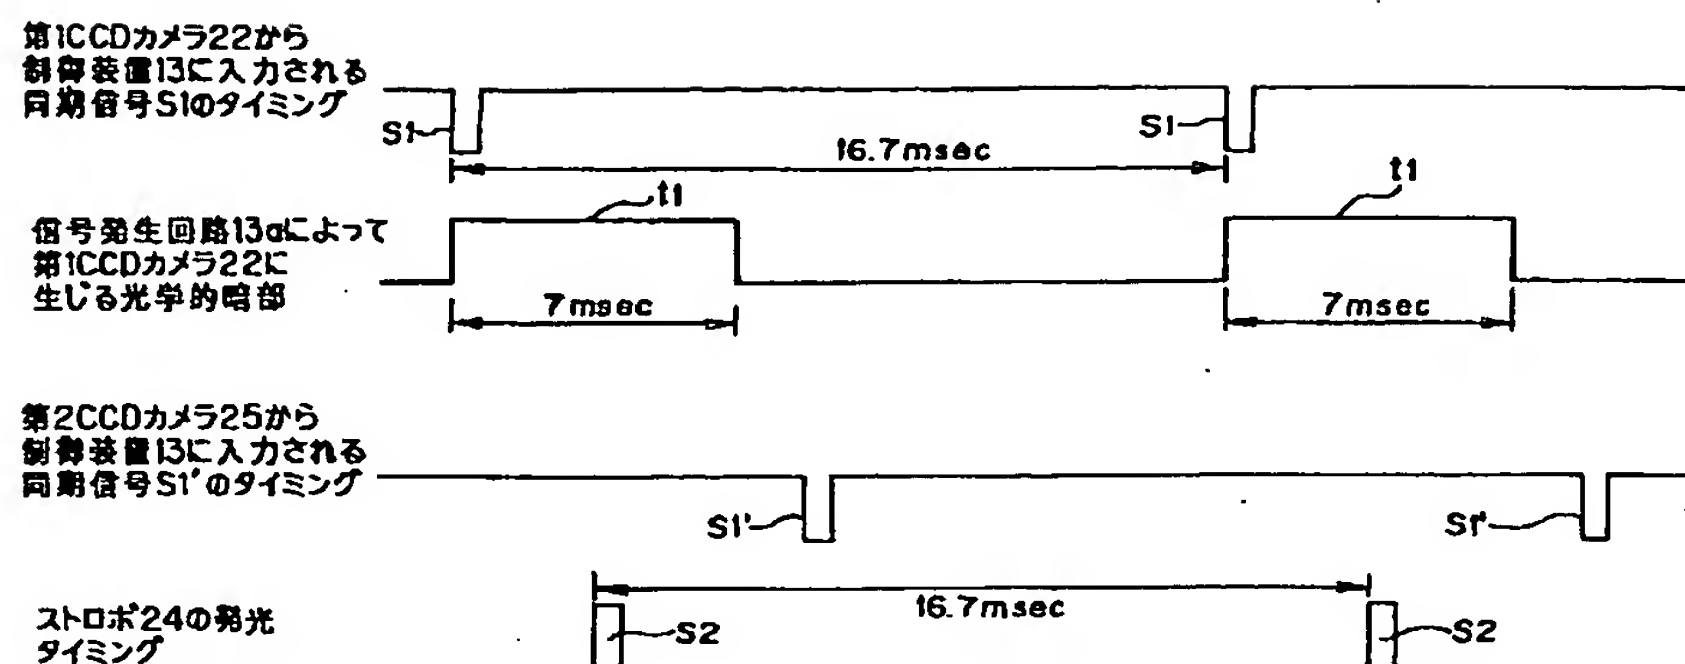 第1CCDカメラ22から
制御装置13に入力される
同期信号S1のタイミング
S1
S1
16.7msec
t1
t1
信号発生回路13aによって
第1CCDカメラ22に
生じる光学的暗部
7msec
7msec
第2CCDカメラ25から
制御装置13に入力される
同期信号S1'のタイミング
S1'
S1'
16.7msec
ストロボ24の発光
タイミング
S2
S2